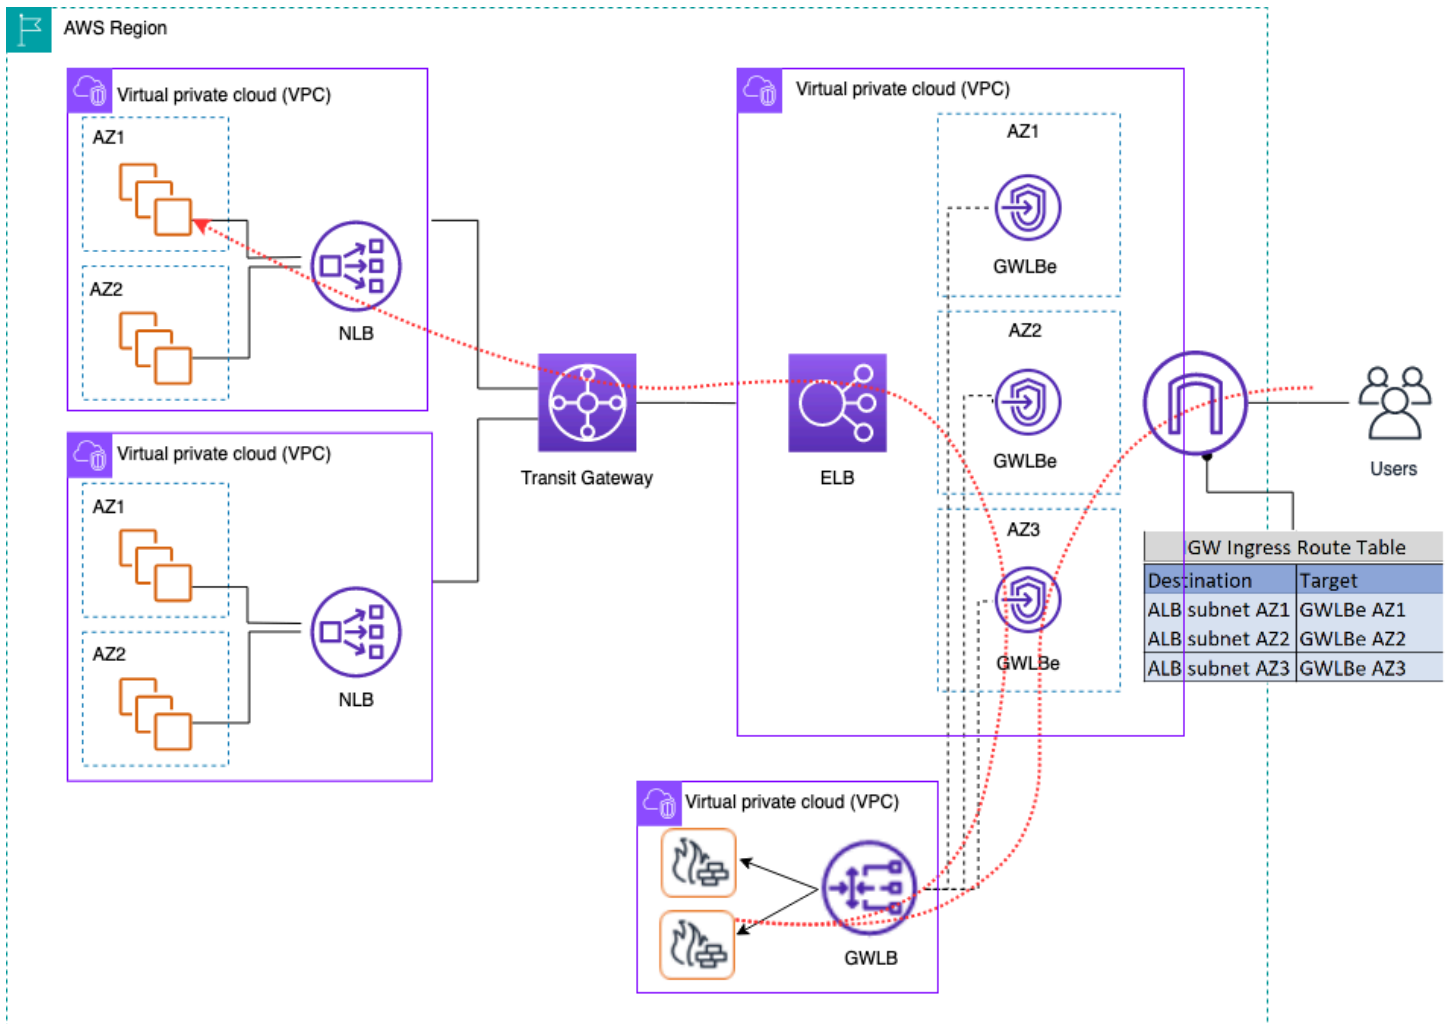 AWS Region
Virtual private cloud (VPC)
AZ1
AZ2
NLB
Virtual private cloud (VPC)
AZ1
AZ2
NLB
Transit Gateway
Virtual private cloud (VPC)
ELB
AZ1
GWLBe
AZ2
GWLBe
AZ3
GWLBe
Users
IGW Ingress Route Table
Destination Target
ALB subnet AZ1 GWLBe AZ1
ALB subnet AZ2 GWLBe AZ2
ALB subnet AZ3 GWLBe AZ3
Virtual private cloud (VPC)
GWLB